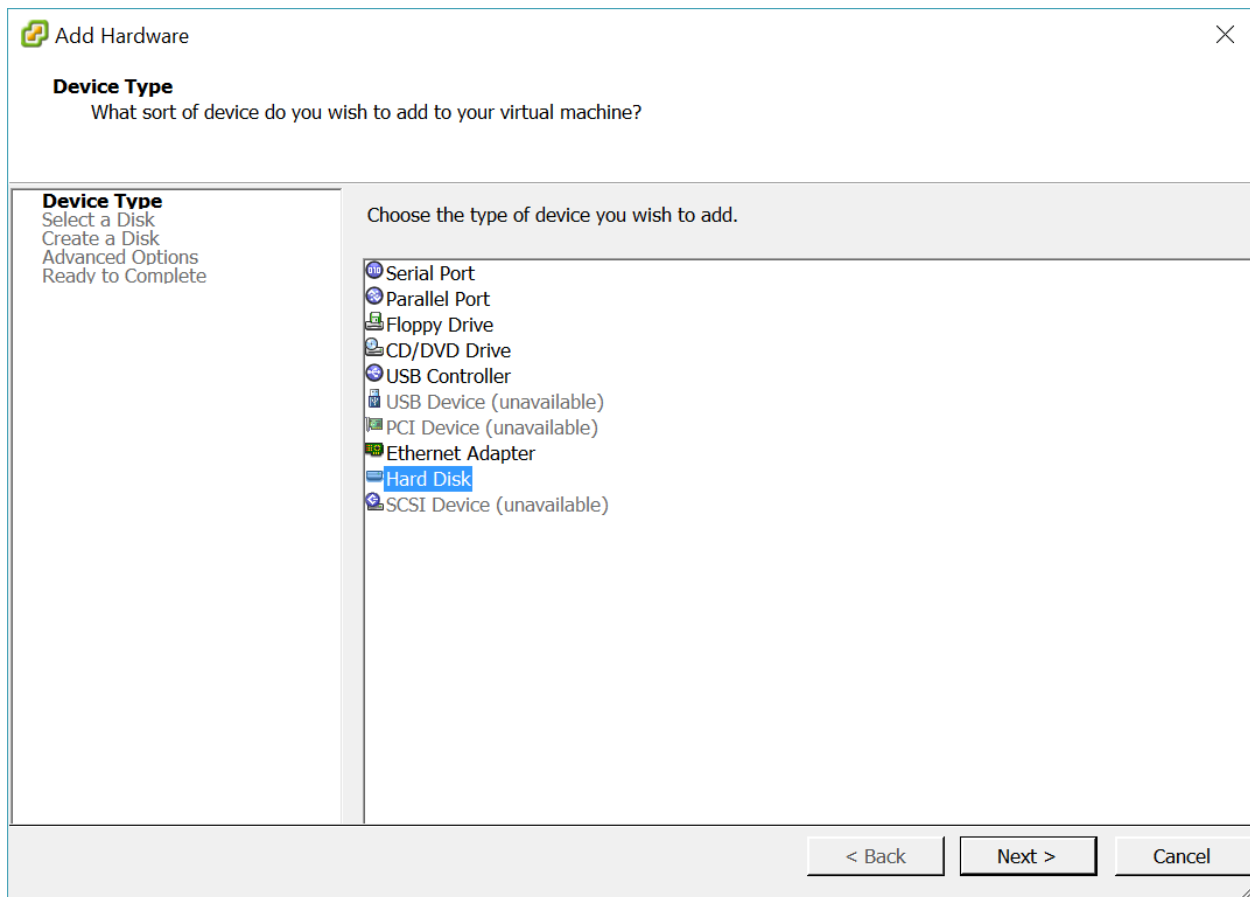 Add Hardware
Device Type
What sort of device do you wish to add to your virtual machine?
Device Type
Select a Disk
Create a Disk
Advanced Options
Ready to Complete
Choose the type of device you wish to add.
Serial Port
Parallel Port
Floppy Drive
CD/DVD Drive
USB Controller
USB Device (unavailable)
PCI Device (unavailable)
Ethernet Adapter
Hard Disk
SCSI Device (unavailable)
< Back
Next >
Cancel